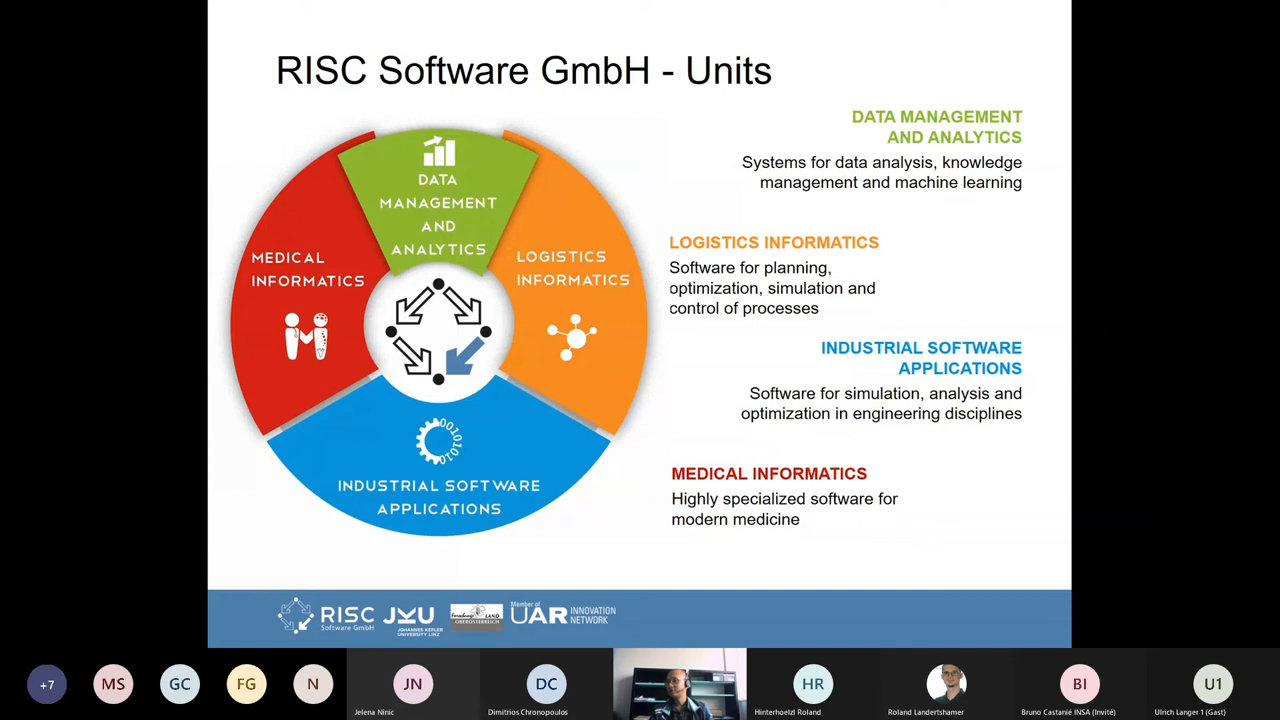 RISC Software GmbH - Units
DATA
MANAGEMENT
AND
ANALYTICS
MEDICAL
INFORMATICS
LOGISTICS
INFORMATICS
INDUSTRIAL SOFTWARE
APPLICATIONS
DATA MANAGEMENT
AND ANALYTICS
Systems for data analysis, knowledge
management and machine learning
LOGISTICS INFORMATICS
Software for planning,
optimization, simulation and
control of processes
INDUSTRIAL SOFTWARE
APPLICATIONS
Software for simulation, analysis and
optimization in engineering disciplines
MEDICAL INFORMATICS
Highly specialized software for
modern medicine
RISC
Software GmbH
JKU
JOHANNES KEPLER
UNIVERSITY LINZ
LAND
OBERÖSTERREICH
Member of
UAR INNOVATION
NETWORK
+7
MS
GC
FG
N
JN
DC
HR
BI
U1
Jelena Ninic
Dimitrios Chronopoulos
Hinterhoelzl Roland
Roland Landertshamer
Bruno Castanié INSA (Invité)
Ulrich Langer 1 (Gast)